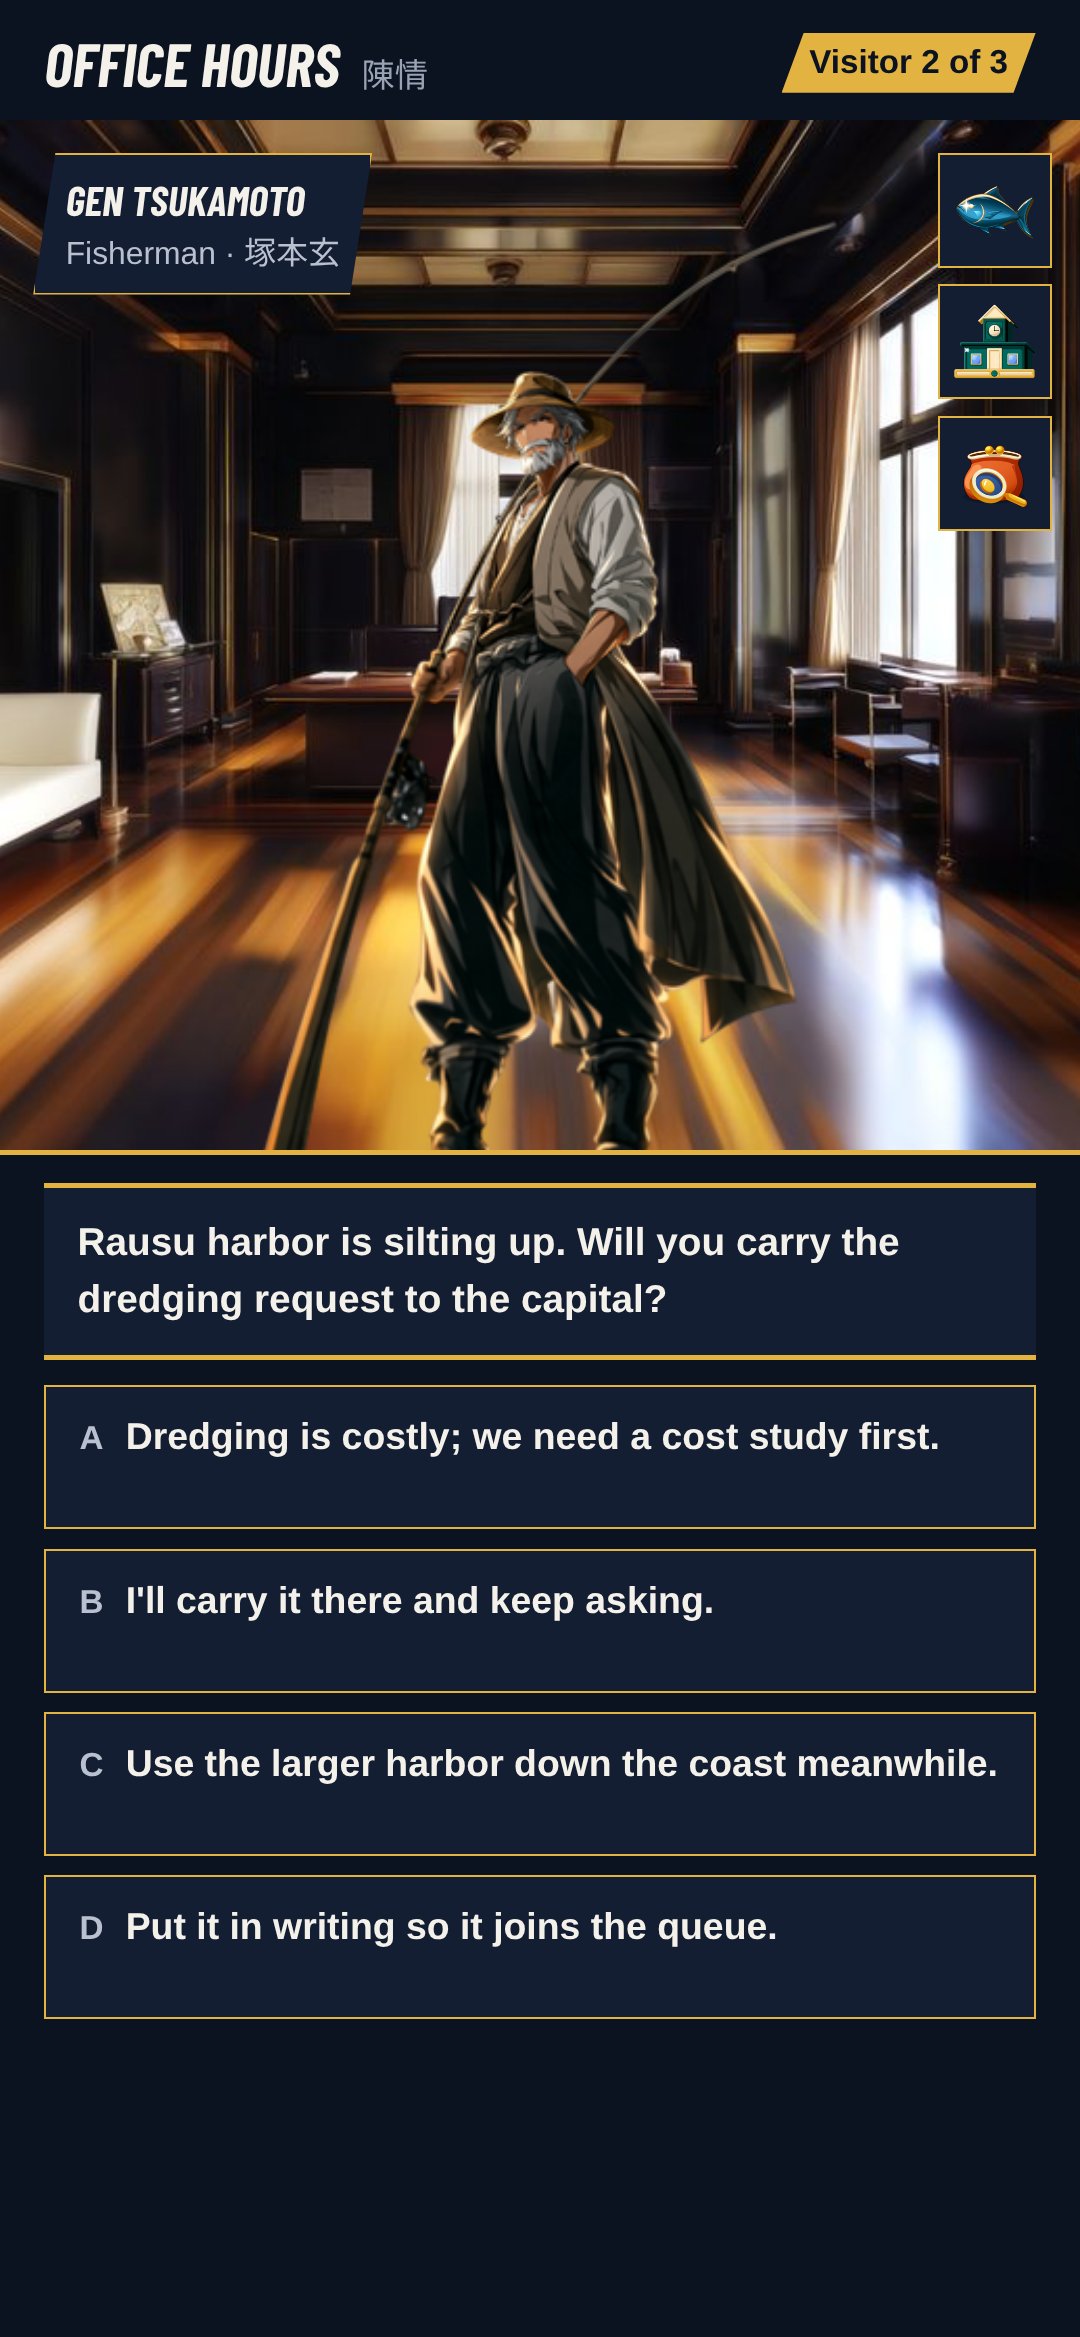 OFFICE HOURS 陳情
Visitor 2 of 3
GEN TSUKAMOTO
Fisherman · 塚本玄
Rausu harbor is silting up. Will you carry the
dredging request to the capital?
A Dredging is costly; we need a cost study first.
B I'll carry it there and keep asking.
C Use the larger harbor down the coast meanwhile.
D Put it in writing so it joins the queue.